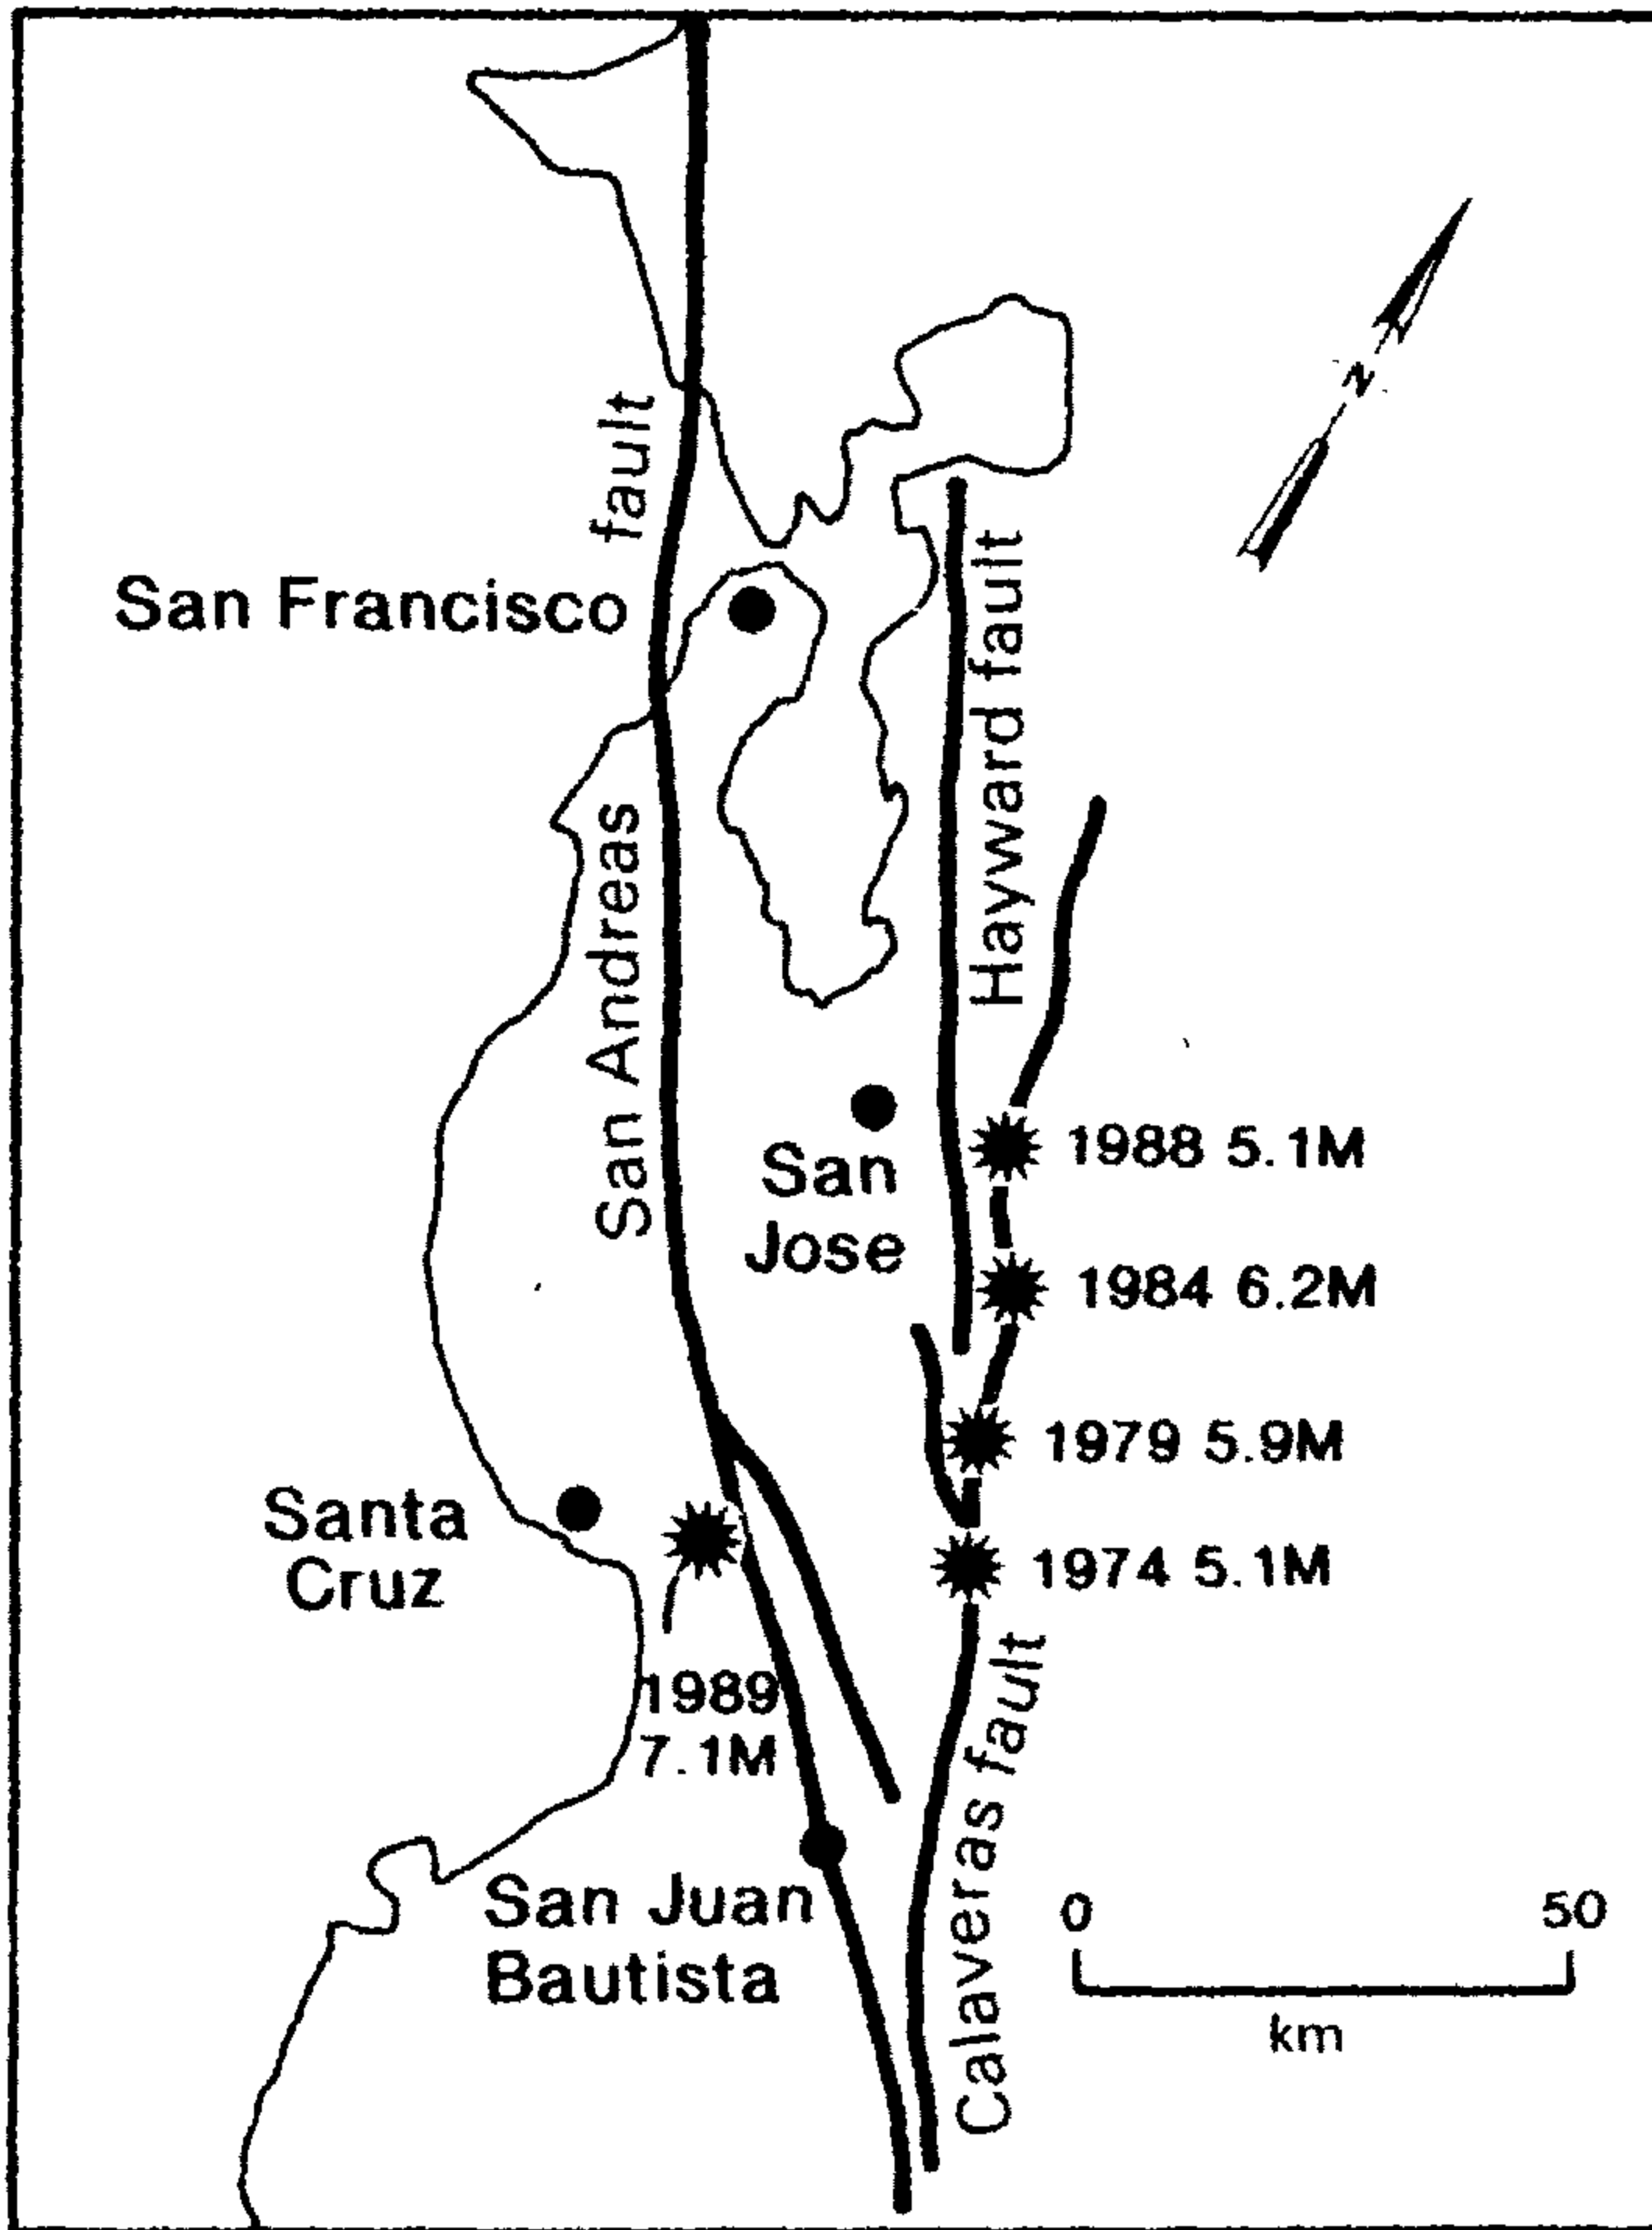 N
fault
San Francisco
Hayward fault
San Andreas
San
Jose
1988 5.1M
1984 6.2M
1979 5.9M
Santa
Cruz
1974 5.1M
1989
7.1M
Calaveras fault
San Juan
Bautista
0 50
km